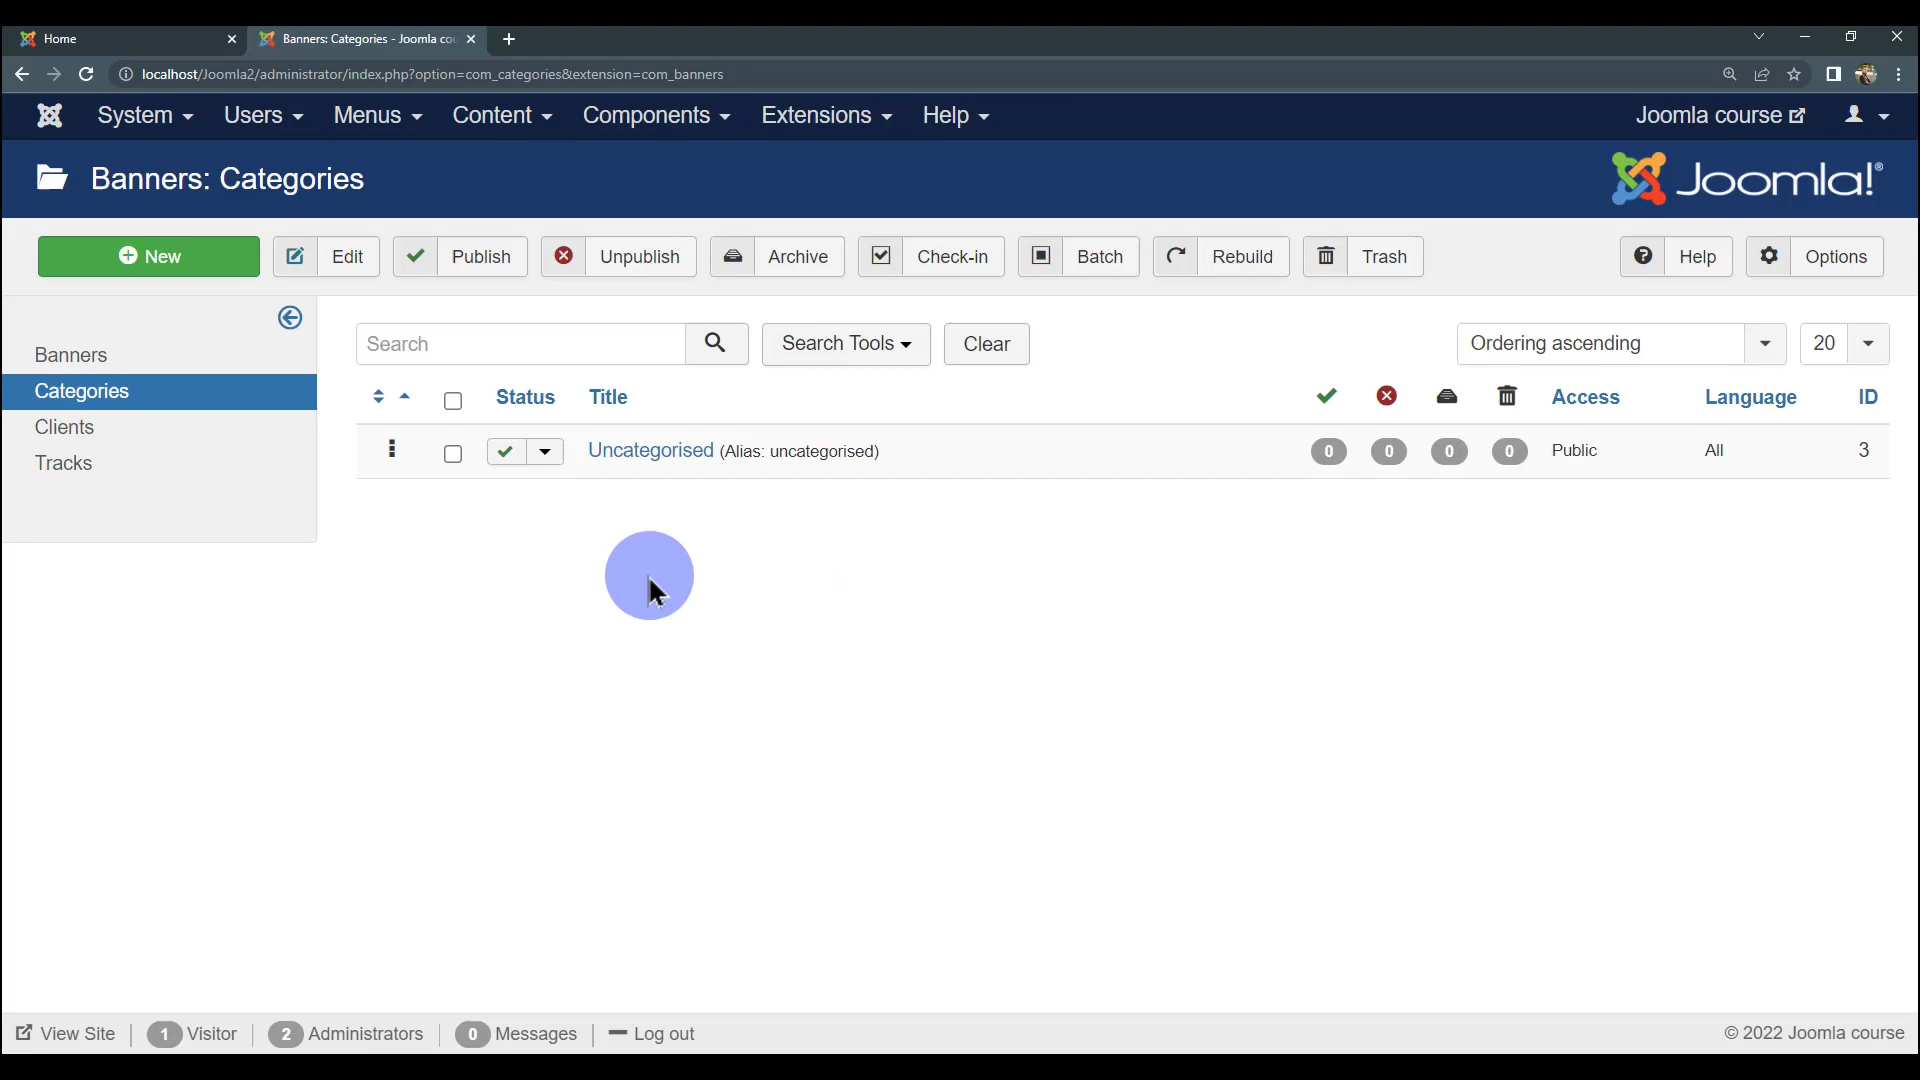 Home
Banners: Categories - Joomla co
localhost/Joomla2/administrator/index.php?option=com_categories&extension=com_banners
System Users Menus Content Components Extensions Help Joomla course
Banners: Categories Joomla!®
New Edit Publish Unpublish Archive Check-in Batch Rebuild Trash Help Options
Banners
Categories
Clients
Tracks
Search Search Tools Clear Ordering ascending 20
Status Title Access Language ID
Uncategorised (Alias: uncategorised) 0 0 0 0 Public All 3
View Site 1 Visitor 2 Administrators 0 Messages Log out © 2022 Joomla course